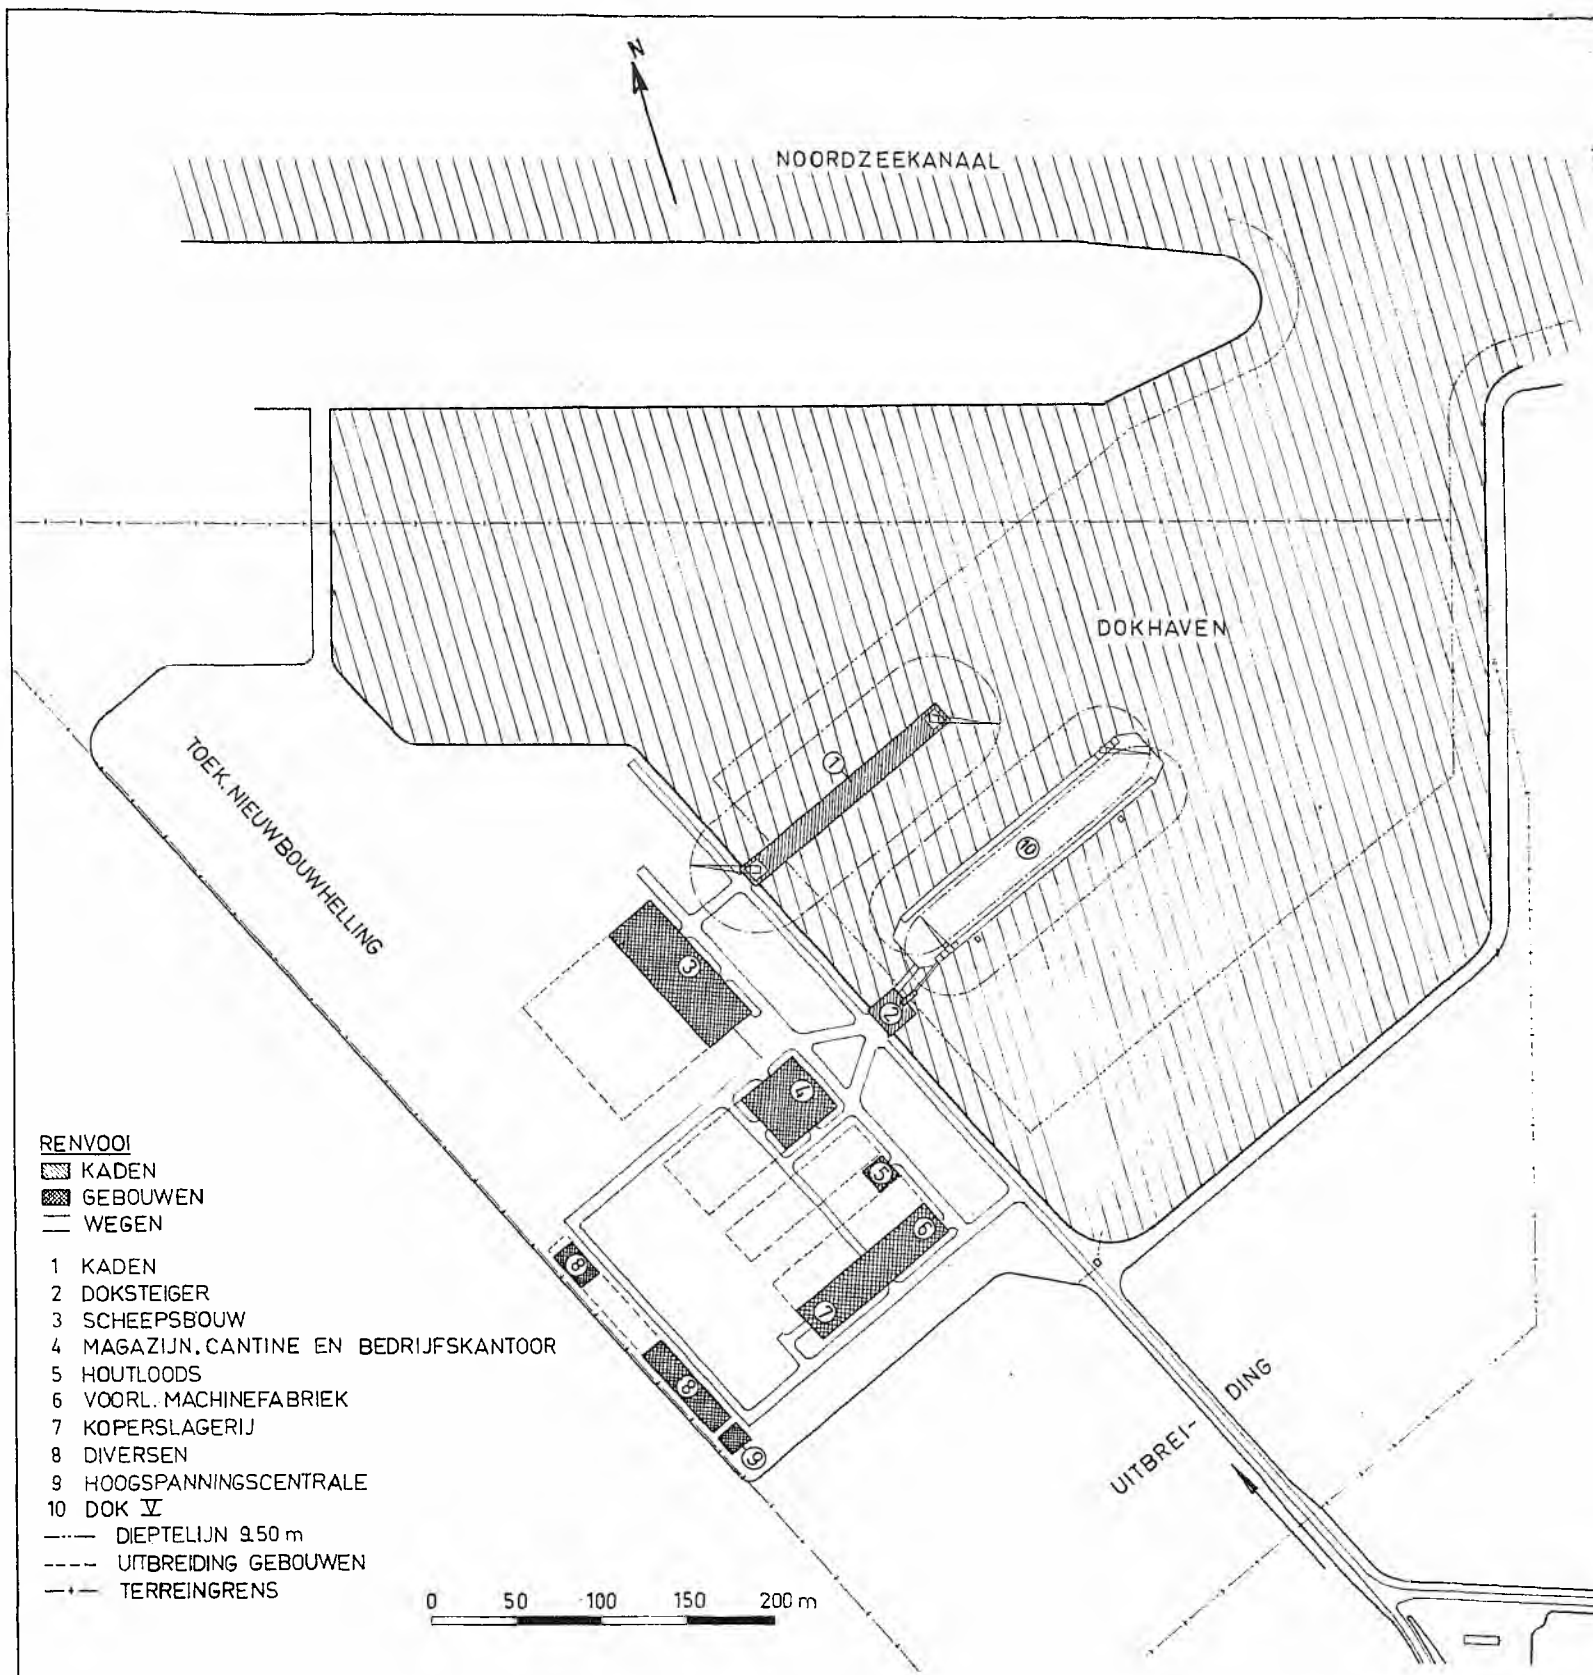 N
NOORDZEEKANAAL
DOKHAVEN
1
10
TOEK. NIEUWBOUWHELLING
3
2
4
5
6
7
8
8
9
UITBREI-DING
RENVOOI
KADEN
GEBOUWEN
WEGEN
1 KADEN
2 DOKSTEIGER
3 SCHEEPSBOUW
4 MAGAZIJN. CANTINE EN BEDRIJFSKANTOOR
5 HOUTLOODS
6 VOORL. MACHINEFABRIEK
7 KOPERSLAGERIJ
8 DIVERSEN
9 HOOGSPANNINGSCENTRALE
10 DOK V
DIEPTELIJN 9.50 m
UITBREIDING GEBOUWEN
TERREINGRENS
0 50 100 150 200 m